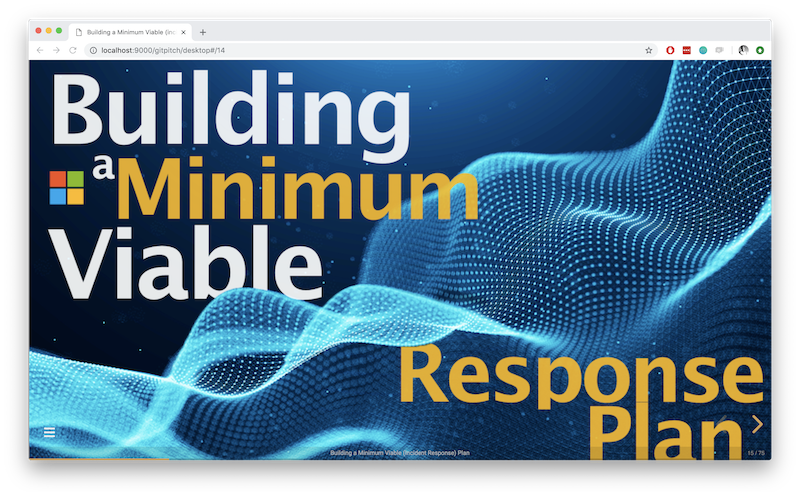 Building a Minimum Viable (in
localhost:9000/gitpitch/desktop#/14
Building
a Minimum
Viable
Response
Plan
Building a Minimum Viable (Incident Response) Plan
15 / 75